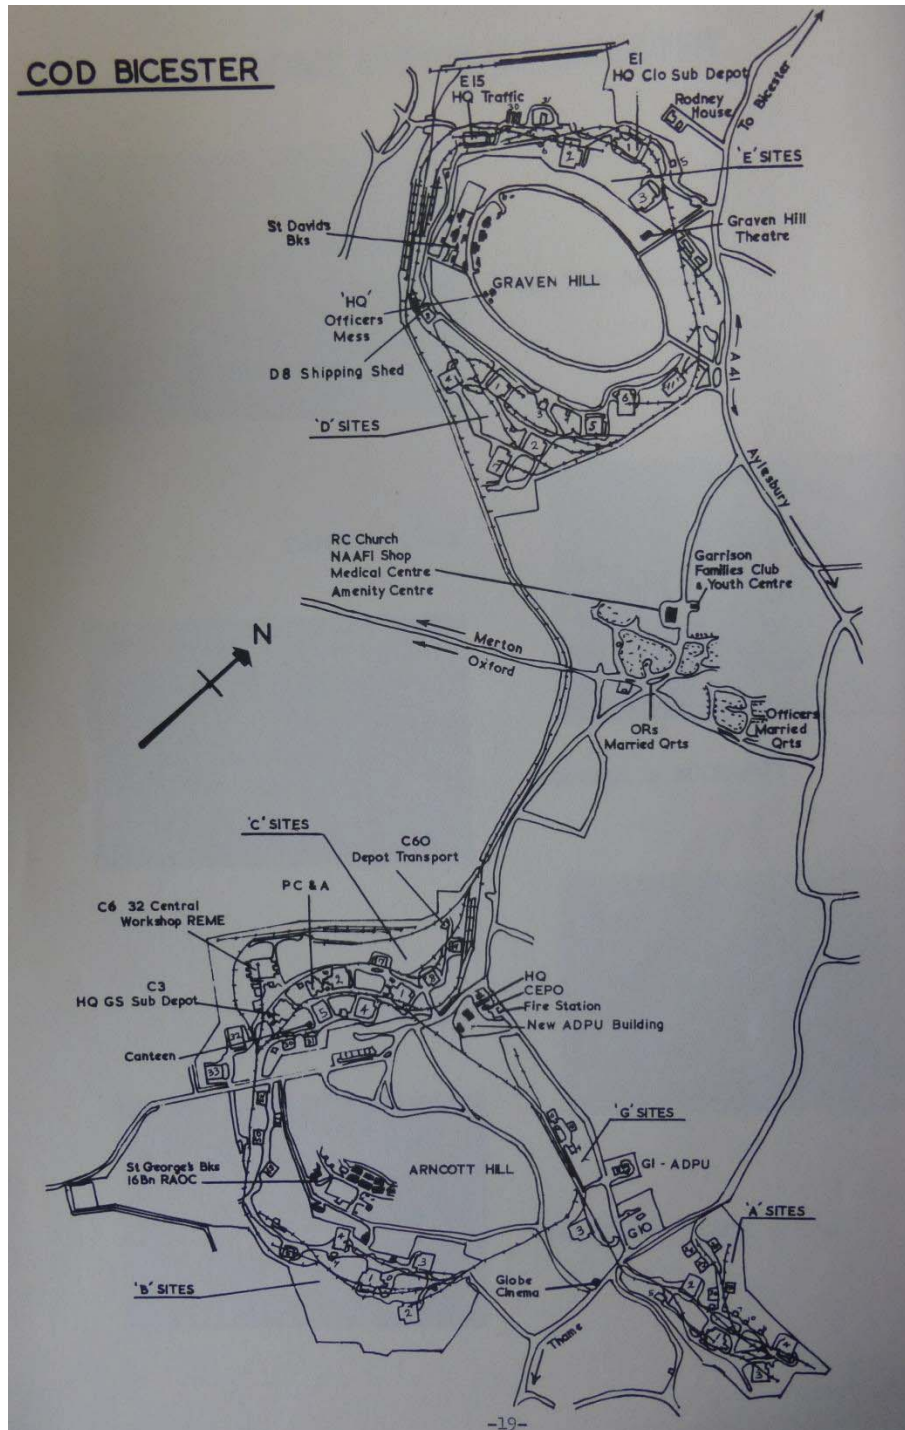 COD BICESTER
E15
HQ Traffic
E1
HQ Clo Sub Depot
Rodney
House
To Bicester
'E' SITES
St David's
Bks
Graven Hill
Theatre
GRAVEN HILL
'HQ'
Officers
Mess
D8 Shipping Shed
A 41
'D' SITES
Aylesbury
RC Church
NAAFI Shop
Medical Centre
Amenity Centre
Garrison
Families Club
& Youth Centre
N
Merton
Oxford
ORs
Married Qrts
Officers
Married
Qrts
'C' SITES
C60
Depot Transport
PC & A
C6 32 Central
Workshop REME
C3
HQ GS Sub Depot
HQ
CEPO
Fire Station
New ADPU Building
Canteen
33
'G' SITES
G1 - ADPU
St George's Bks
16Bn RAOC
ARNCOTT HILL
G10
'A' SITES
'B' SITES
Globe
Cinema
Thame
-19-